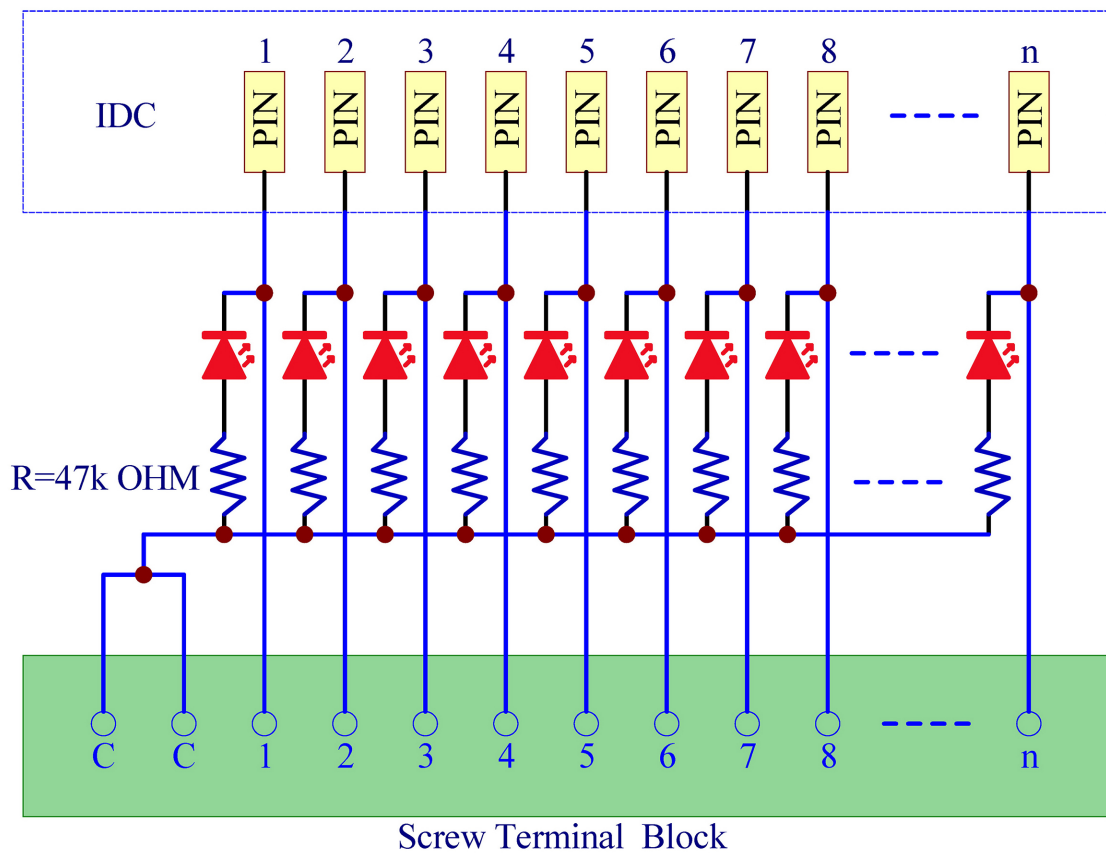 1 2 3 4 5 6 7 8 n
IDC PIN PIN PIN PIN PIN PIN PIN PIN PIN
R=47k OHM
C C 1 2 3 4 5 6 7 8 n
Screw Terminal Block